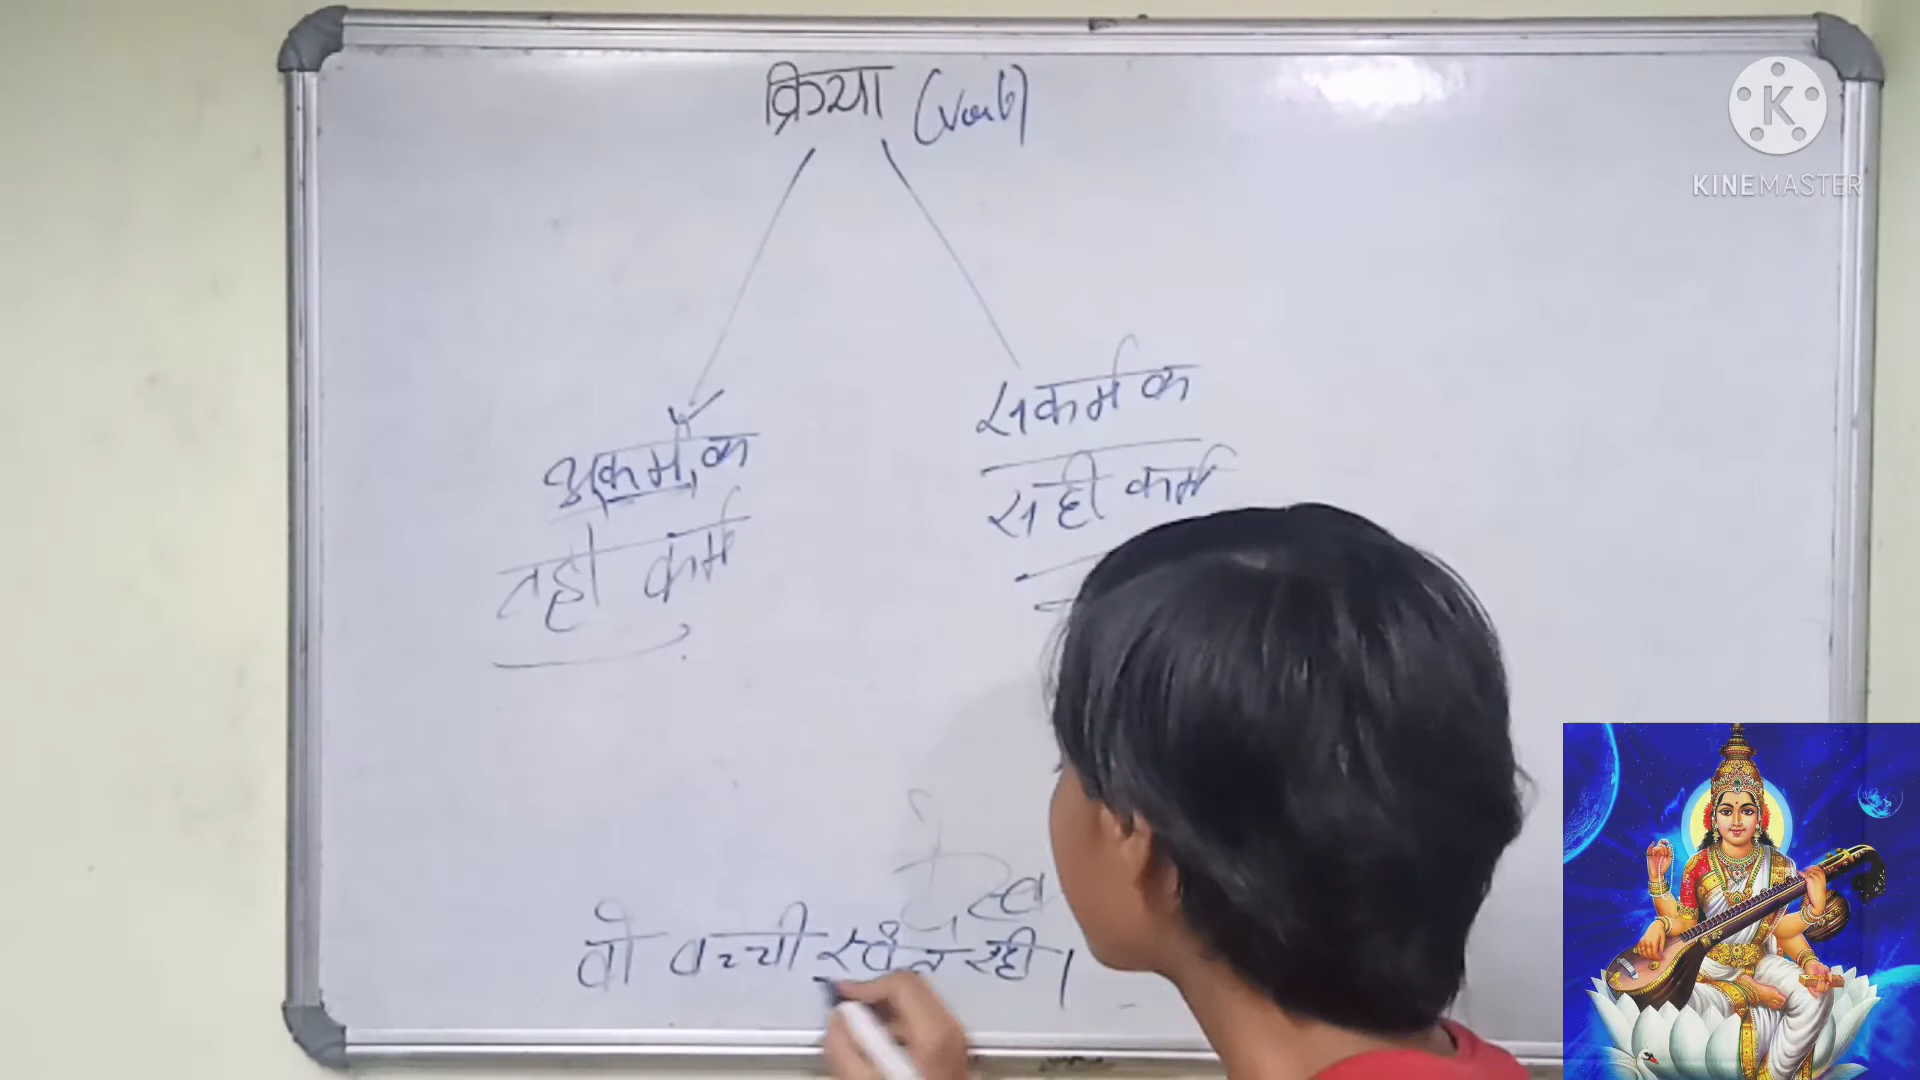 क्रिया (Verb)
अकर्मक
नही कर्म
सकर्मक
सही कर्म
वो बच्ची खेल रही।
KINEMASTER